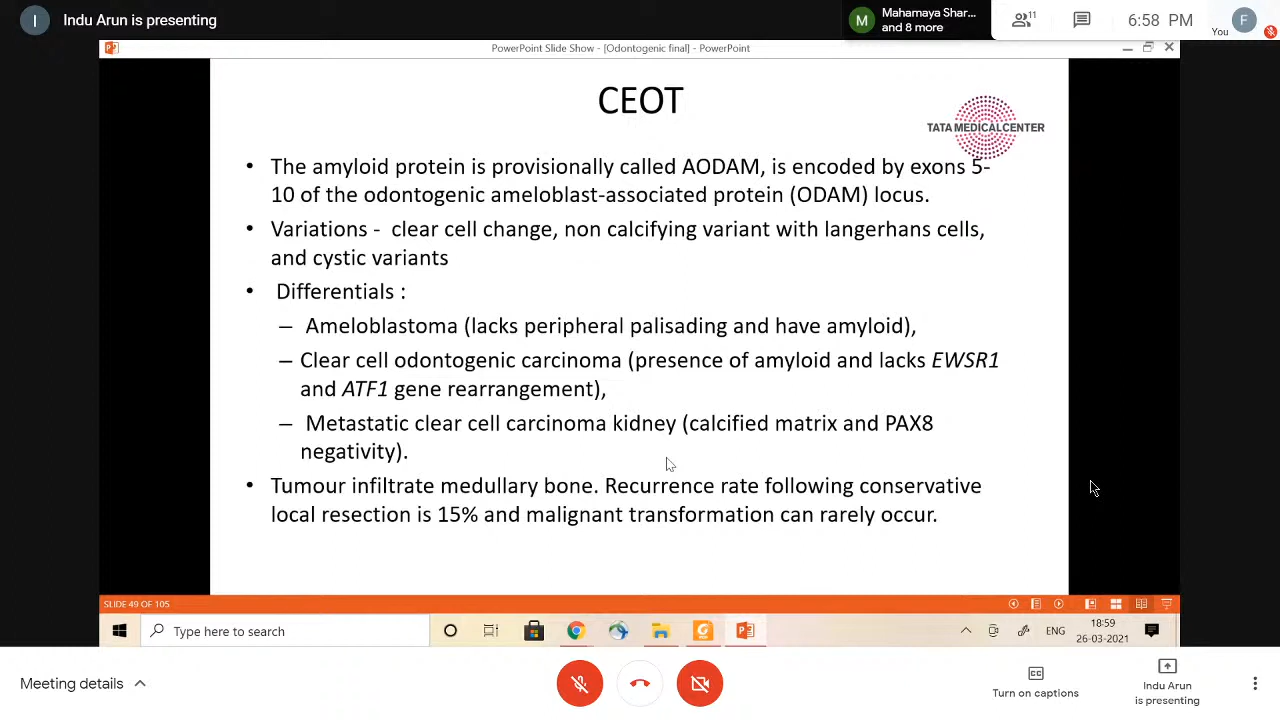 I
Indu Arun is presenting
M
Mahamaya Shar...
and 8 more
11
6:58 PM
You
F
PowerPoint Slide Show - [Odontogenic final] - PowerPoint
CEOT
TATA MEDICAL CENTER
• The amyloid protein is provisionally called AODAM, is encoded by exons 5-
10 of the odontogenic ameloblast-associated protein (ODAM) locus.
• Variations - clear cell change, non calcifying variant with langerhans cells,
and cystic variants
• Differentials :
– Ameloblastoma (lacks peripheral palisading and have amyloid),
– Clear cell odontogenic carcinoma (presence of amyloid and lacks EWSR1
and ATF1 gene rearrangement),
– Metastatic clear cell carcinoma kidney (calcified matrix and PAX8
negativity).
• Tumour infiltrate medullary bone. Recurrence rate following conservative
local resection is 15% and malignant transformation can rarely occur.
SLIDE 49 OF 105
Type here to search
ENG
18:59
26-03-2021
Meeting details
CC
Turn on captions
Indu Arun
is presenting